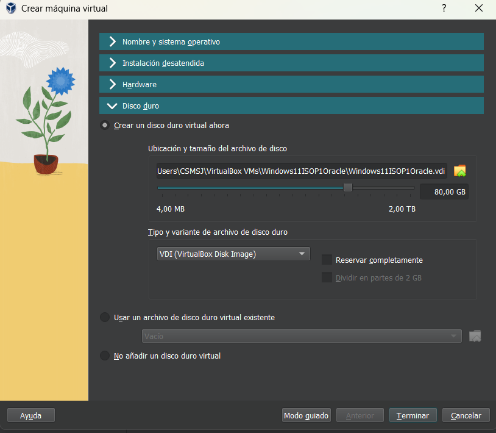 Crear máquina virtual
Nombre y sistema operativo
Instalación desatendida
Hardware
Disco duro
Crear un disco duro virtual ahora
Ubicación y tamaño del archivo de disco
Users\CSMSJ\VirtualBox VMs\Windows11ISOP1Oracle\Windows11ISOP1Oracle.vdi
80,00 GB
4,00 MB 2,00 TB
Tipo y variante de archivo de disco duro
VDI (VirtualBox Disk Image)
Reservar completamente
Dividir en partes de 2 GB
Usar un archivo de disco duro virtual existente
Vacío
No añadir un disco duro virtual
Ayuda Modo guiado Anterior Terminar Cancelar